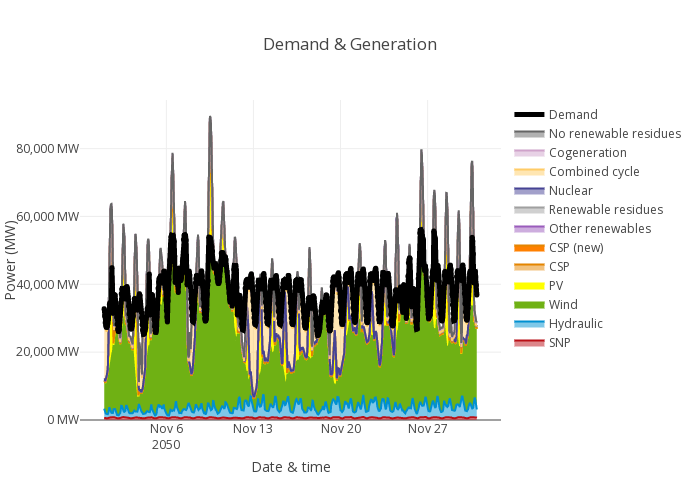 Demand & Generation
Power (MW)
80,000 MW
60,000 MW
40,000 MW
20,000 MW
0 MW
Nov 6
2050
Nov 13
Nov 20
Nov 27
Date & time
Demand
No renewable residues
Cogeneration
Combined cycle
Nuclear
Renewable residues
Other renewables
CSP (new)
CSP
PV
Wind
Hydraulic
SNP